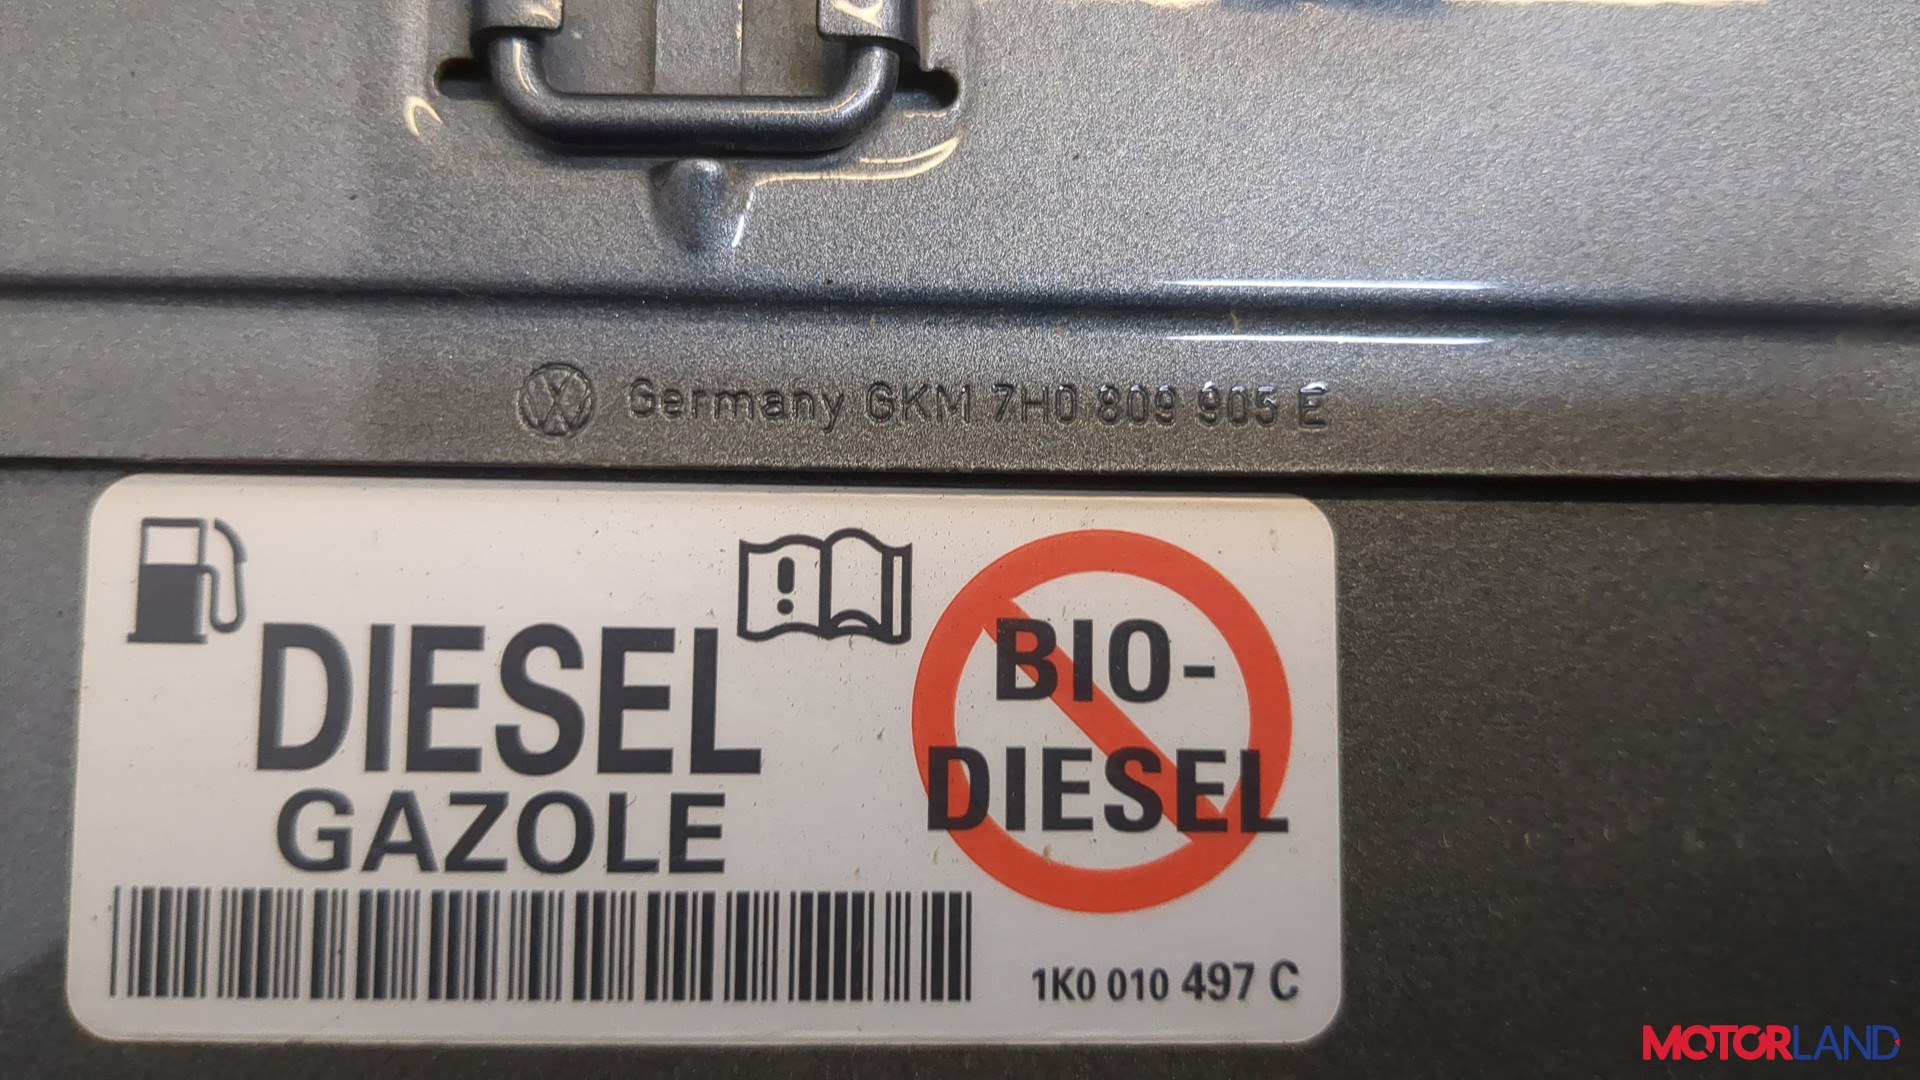 Germany GKM 7H0 809 905 E
DIESEL
GAZOLE
BIO-
DIESEL
1K0 010 497 C
MOTORLAND